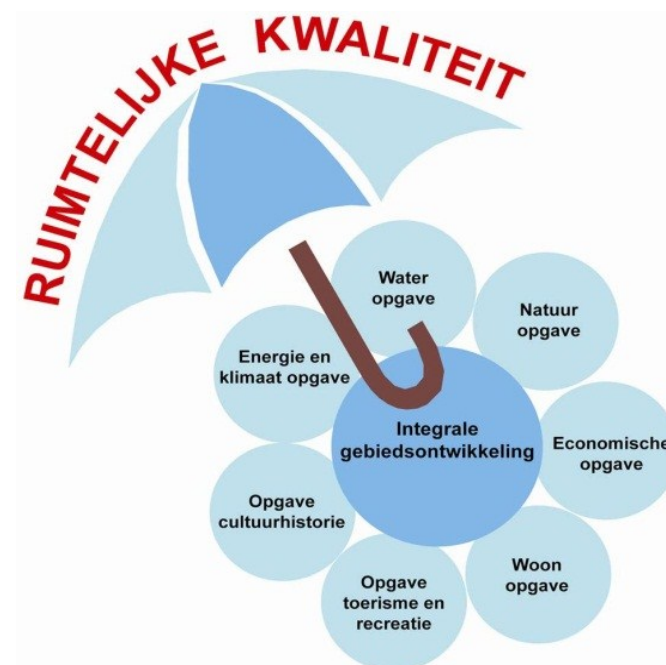 RUIMTELIJKE KWALITEIT
Water
opgave
Natuur
opgave
Energie en
klimaat opgave
Integrale
gebiedsontwikkeling
Economische
opgave
Opgave
cultuurhistorie
Woon
opgave
Opgave
toerisme en
recreatie